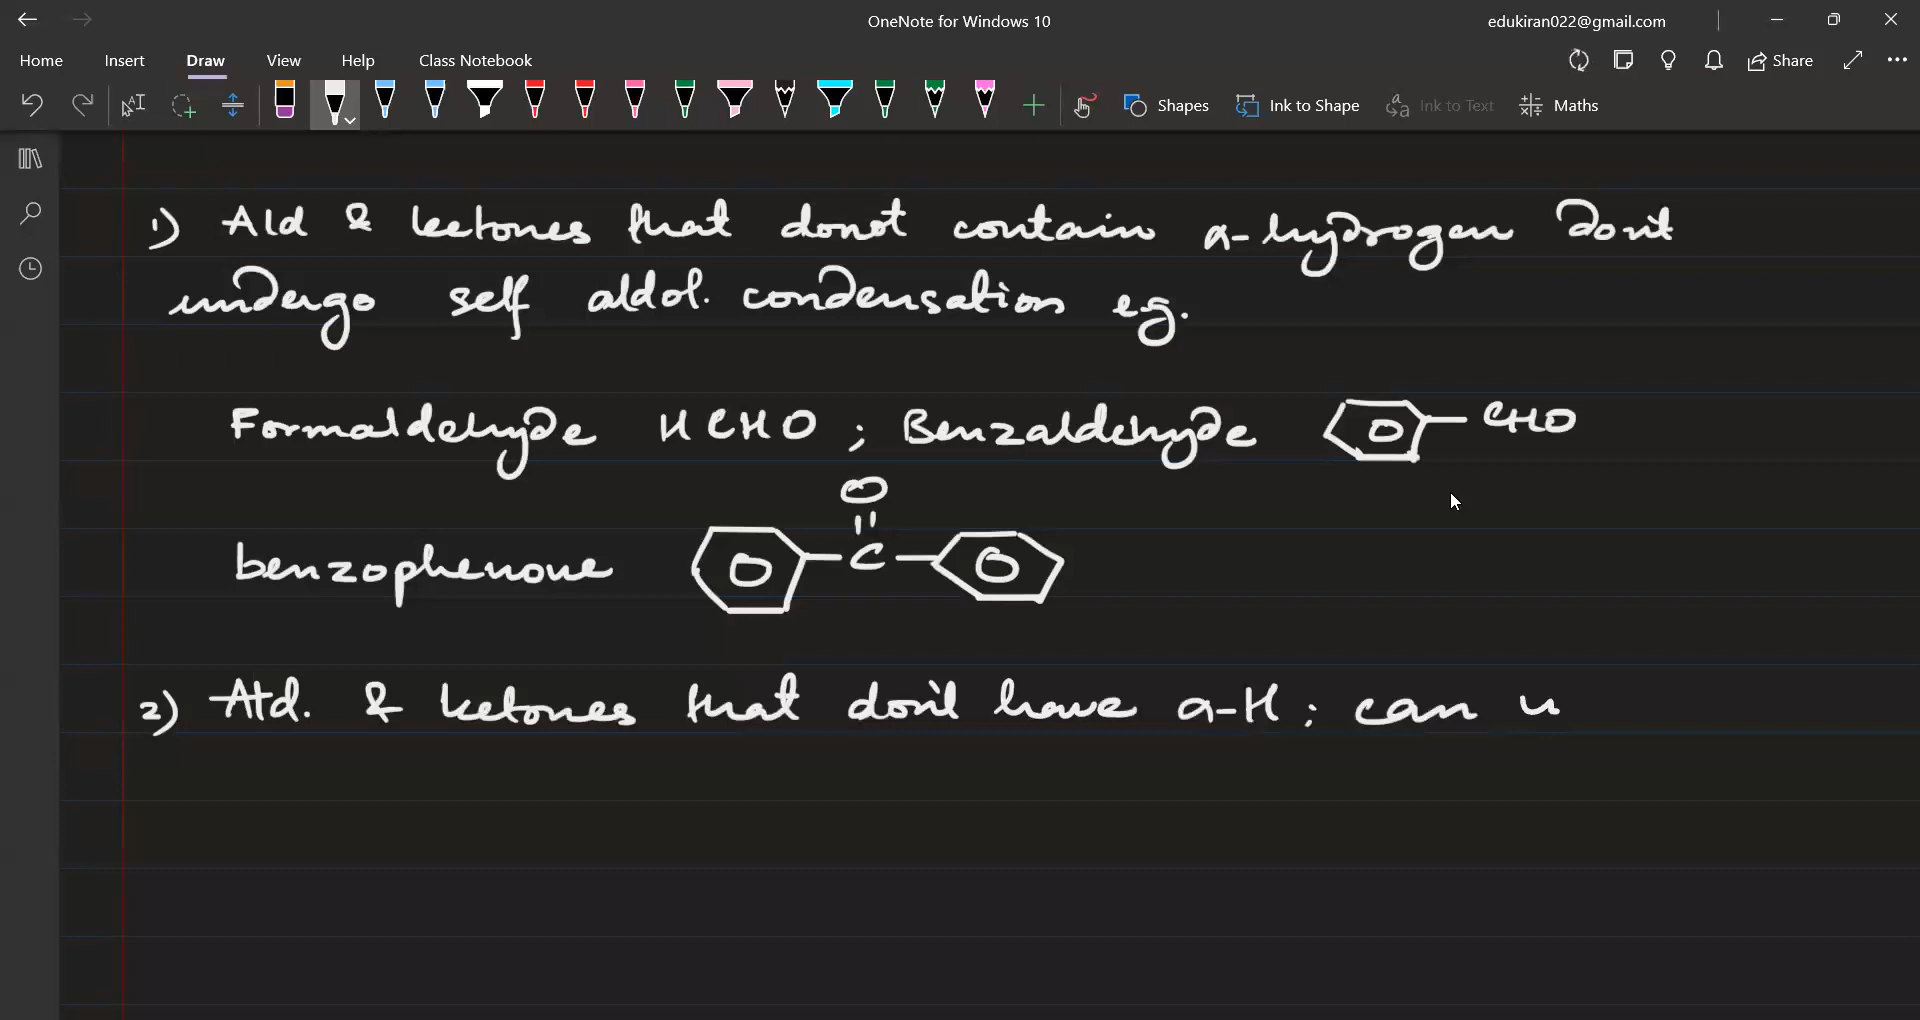 OneNote for Windows 10
edukiran022@gmail.com
Home Insert Draw View Help Class Notebook
Share
Shapes Ink to Shape Ink to Text Maths
1) Ald & ketones that donot contain α-hydrogen don't
undergo self aldol. condensation eg.
Formaldehyde HCHO ; Benzaldehyde CHO
O
benzophenone C
2) Ald. & ketones that don't have α-H; can u